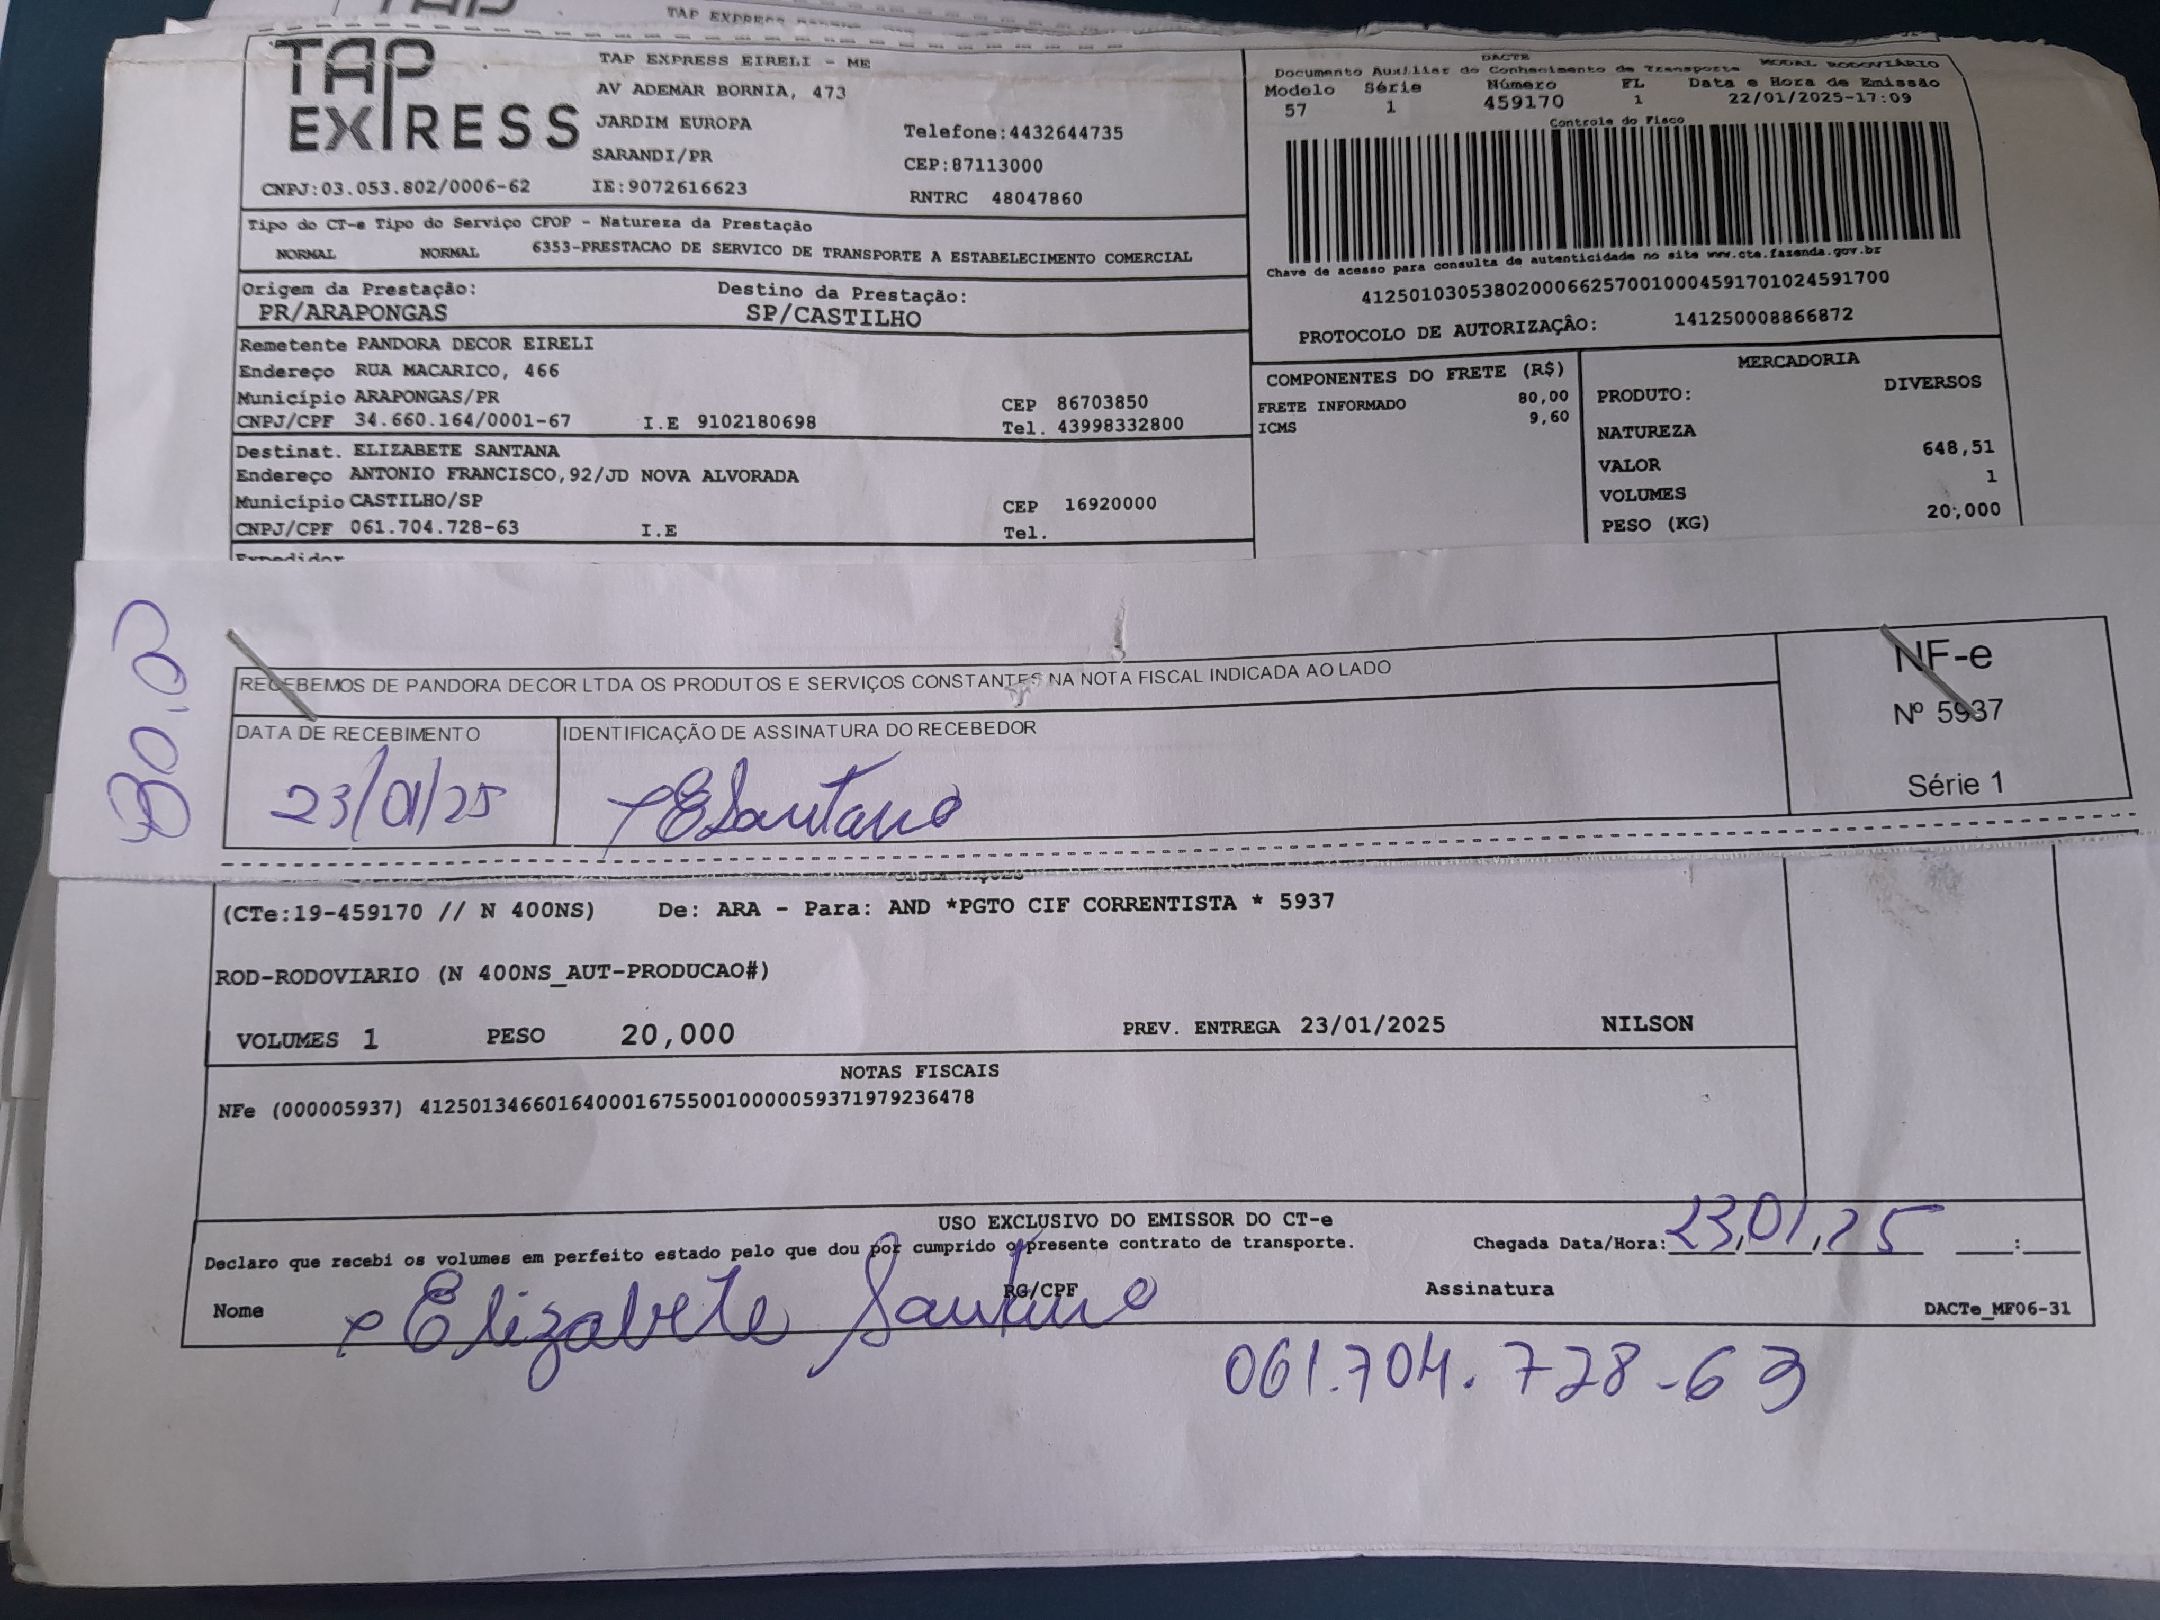 TAP EXPRESS
TAP EXPRESS
TAP EXPRESS EIRELI - ME
AV ADEMAR BORNIA, 473
JARDIM EUROPA
SARANDI/PR
CNPJ:03.053.802/0006-62 IE:9072616623
Telefone:4432644735
CEP:87113000
RNTRC 48047860
DACTE
Documento Auxiliar do Conhecimento de Transporte MODAL RODOVIÁRIO
Modelo Série Número FL Data e Hora de Emissão
57 1 459170 1 22/01/2025-17:09
Controle do Fisco
Chave de acesso para consulta de autenticidade no site www.cte.fazenda.gov.br
41250103053802000662570010004591701024591700
PROTOCOLO DE AUTORIZAÇÃO: 141250008866872
Tipo do CT-e Tipo do Serviço CFOP - Natureza da Prestação
NORMAL NORMAL 6353-PRESTACAO DE SERVICO DE TRANSPORTE A ESTABELECIMENTO COMERCIAL
Origem da Prestação: Destino da Prestação:
PR/ARAPONGAS SP/CASTILHO
Remetente PANDORA DECOR EIRELI
Endereço RUA MACARICO, 466
Município ARAPONGAS/PR CEP 86703850
CNPJ/CPF 34.660.164/0001-67 I.E 9102180698 Tel. 43998332800
Destinat. ELIZABETE SANTANA
Endereço ANTONIO FRANCISCO,92/JD NOVA ALVORADA
Município CASTILHO/SP CEP 16920000
CNPJ/CPF 061.704.728-63 I.E Tel.
Expedidor
COMPONENTES DO FRETE (R$)
FRETE INFORMADO 80,00
ICMS 9,60
MERCADORIA
PRODUTO: DIVERSOS
NATUREZA
VALOR 648,51
VOLUMES 1
PESO (KG) 20,000
RECEBEMOS DE PANDORA DECOR LTDA OS PRODUTOS E SERVIÇOS CONSTANTES NA NOTA FISCAL INDICADA AO LADO
DATA DE RECEBIMENTO IDENTIFICAÇÃO DE ASSINATURA DO RECEBEDOR
23/01/25 ESantana
NF-e
Nº 5937
Série 1
(CTe:19-459170 // N 400NS) De: ARA - Para: AND *PGTO CIF CORRENTISTA * 5937
ROD-RODOVIARIO (N 400NS_AUT-PRODUCAO#)
VOLUMES 1 PESO 20,000 PREV. ENTREGA 23/01/2025 NILSON
NOTAS FISCAIS
NFe (000005937) 41250134660164000167550010000059371979236478
USO EXCLUSIVO DO EMISSOR DO CT-e
Declaro que recebi os volumes em perfeito estado pelo que dou por cumprido o presente contrato de transporte. Chegada Data/Hora: 23,01,25 :
Nome Elizabete Santana RG/CPF Assinatura
DACTe_MF06-31
061.704.728-63